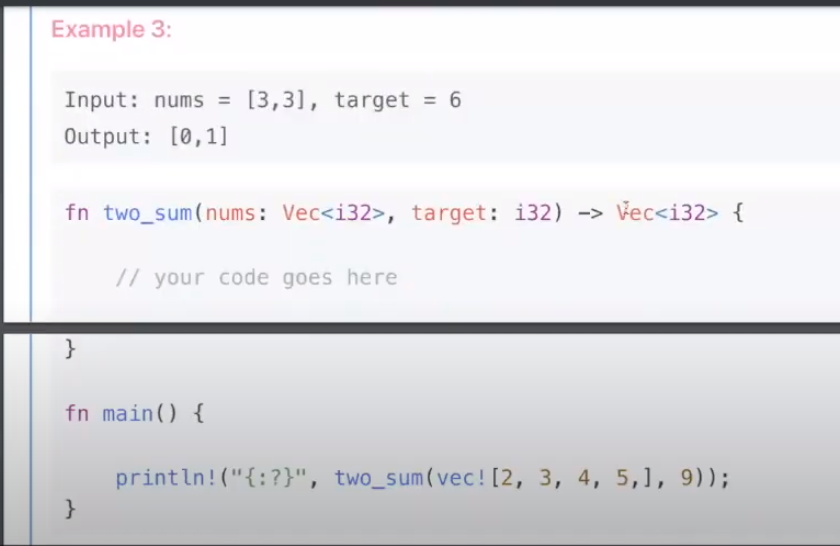 Example 3:
Input: nums = [3,3], target = 6
Output: [0,1]
fn two_sum(nums: Vec<i32>, target: i32) -> Vec<i32> {
// your code goes here
}
fn main() {
println!("{:?}", two_sum(vec![2, 3, 4, 5,], 9));
}